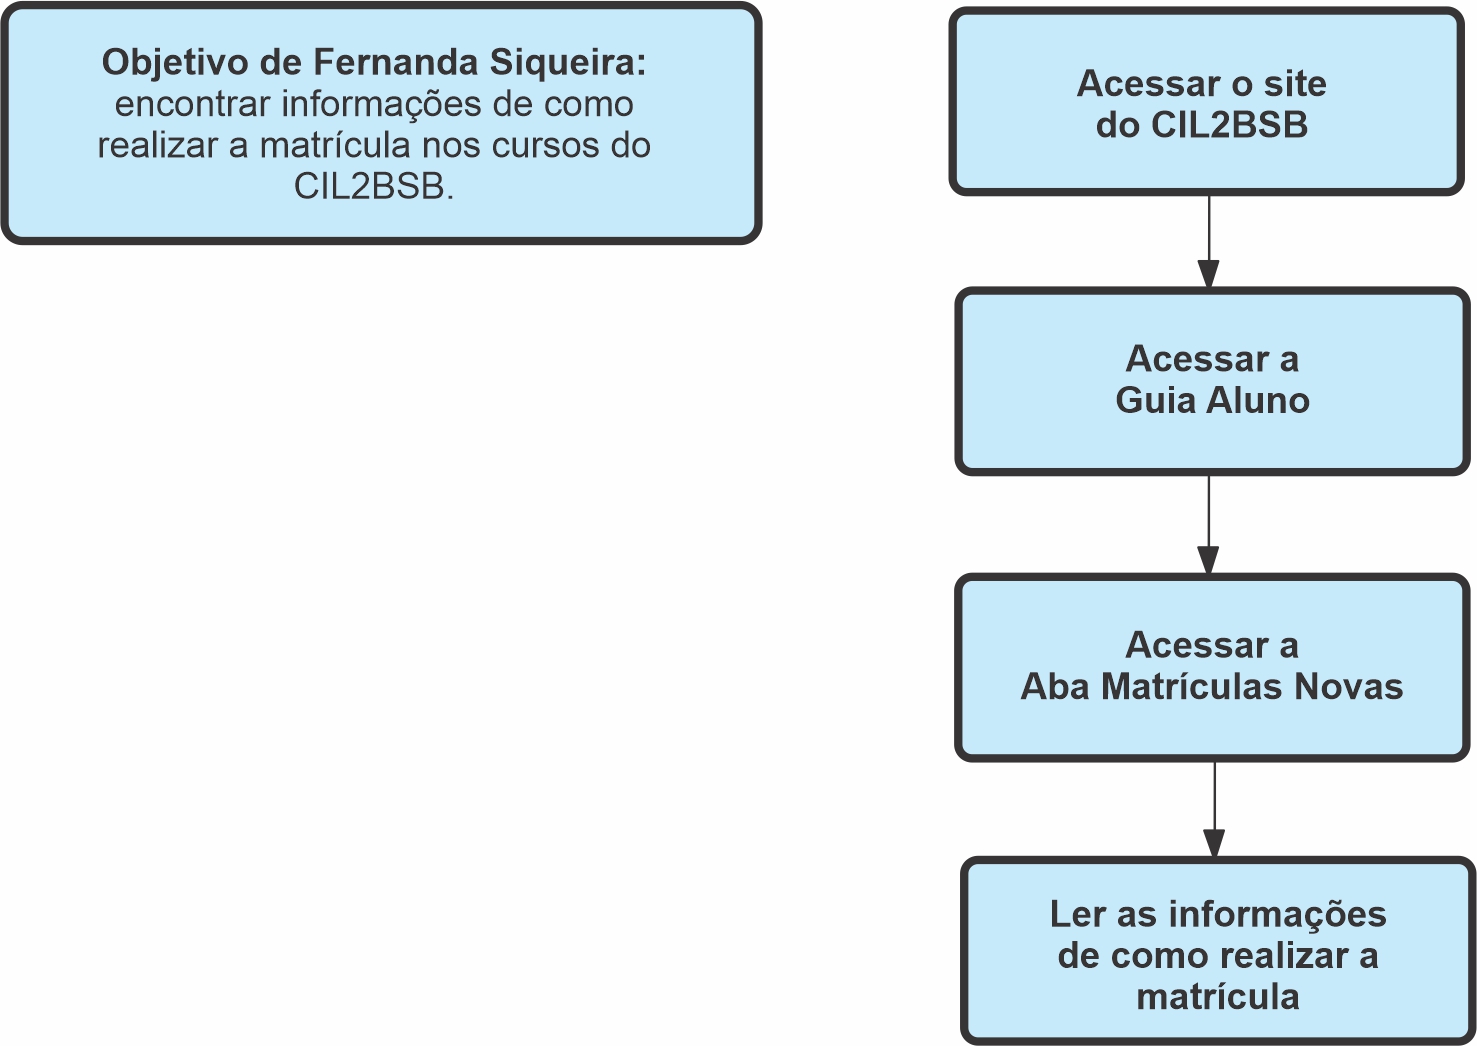 Objetivo de Fernanda Siqueira:
encontrar informações de como
realizar a matrícula nos cursos do
CIL2BSB.
Acessar o site
do CIL2BSB
Acessar a
Guia Aluno
Acessar a
Aba Matrículas Novas
Ler as informações
de como realizar a
matrícula